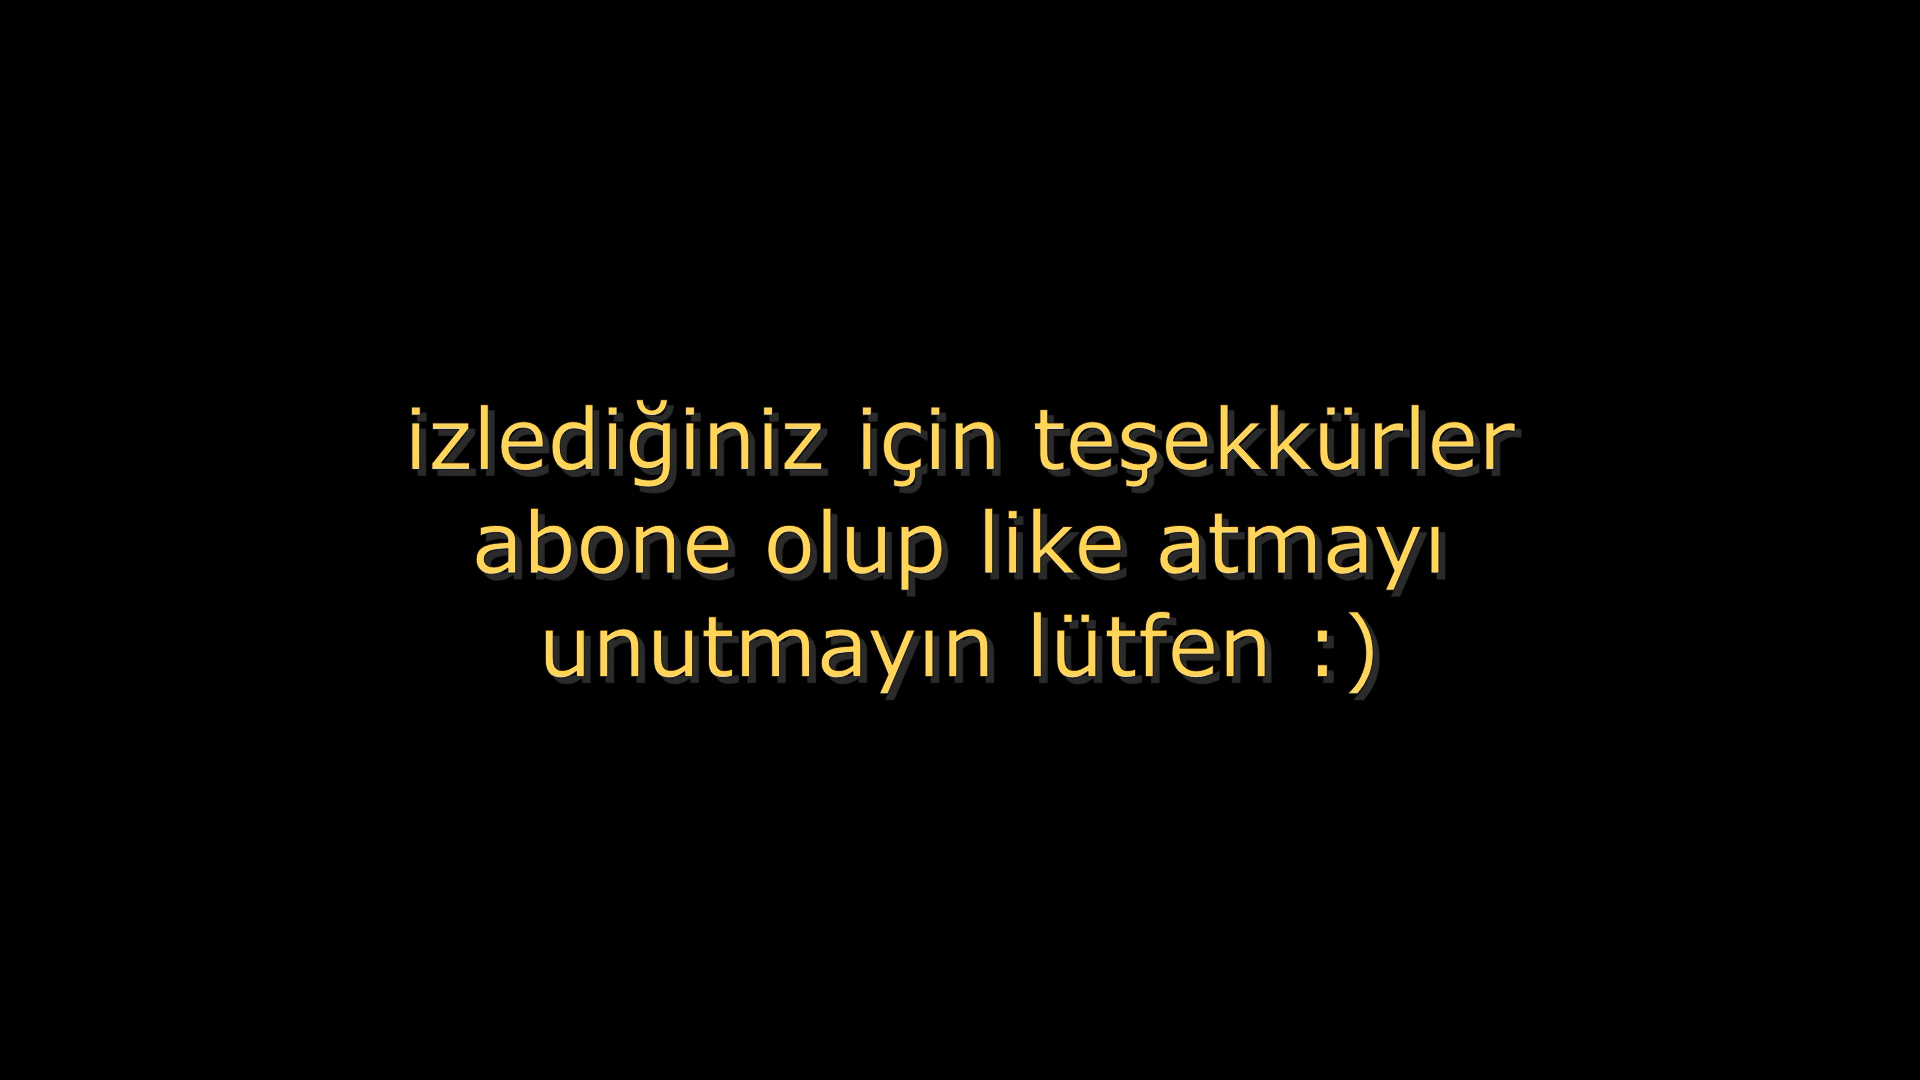 izlediğiniz için teşekkürler
abone olup like atmayı
unutmayın lütfen :)